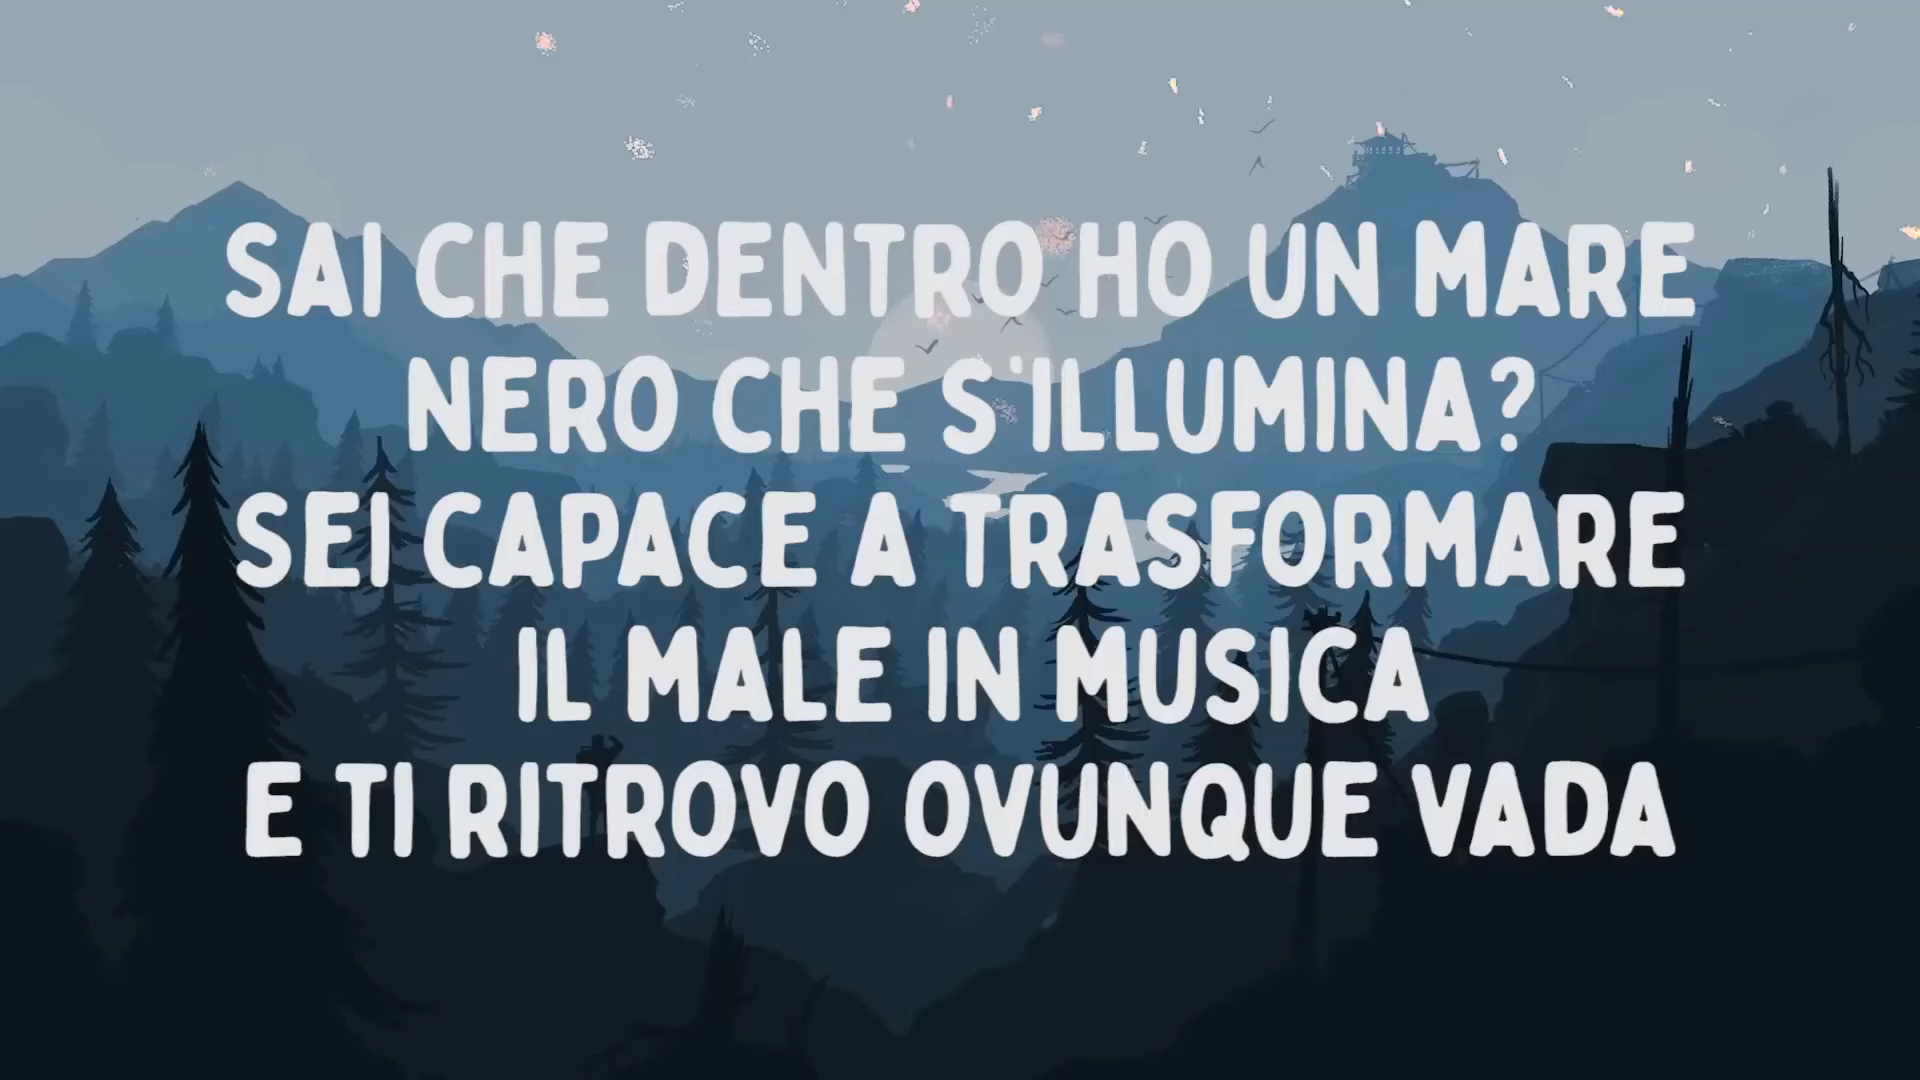 SAI CHE DENTRO HO UN MARE
NERO CHE S'ILLUMINA?
SEI CAPACE A TRASFORMARE
IL MALE IN MUSICA
E TI RITROVO OVUNQUE VADA